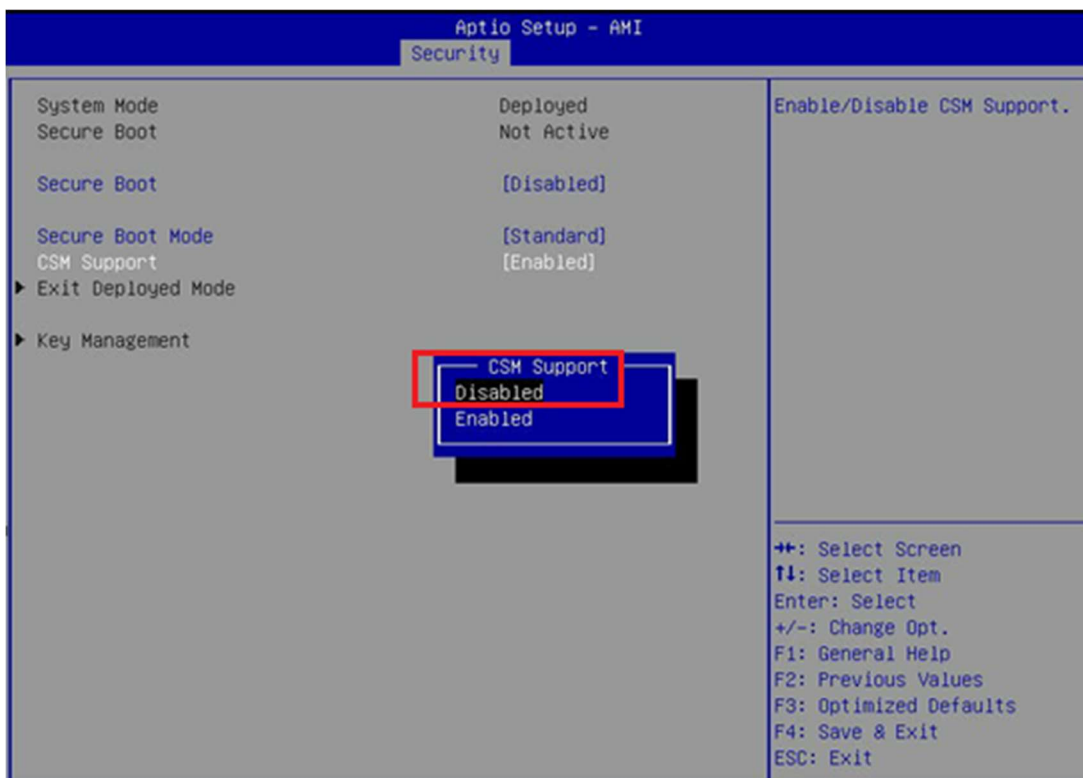 Aptio Setup - AMI
Security
System Mode Deployed
Secure Boot Not Active
Secure Boot [Disabled]
Secure Boot Mode [Standard]
CSM Support [Enabled]
Exit Deployed Mode
Key Management
CSM Support
Disabled
Enabled
Enable/Disable CSM Support.
→←: Select Screen
↑↓: Select Item
Enter: Select
+/-: Change Opt.
F1: General Help
F2: Previous Values
F3: Optimized Defaults
F4: Save & Exit
ESC: Exit